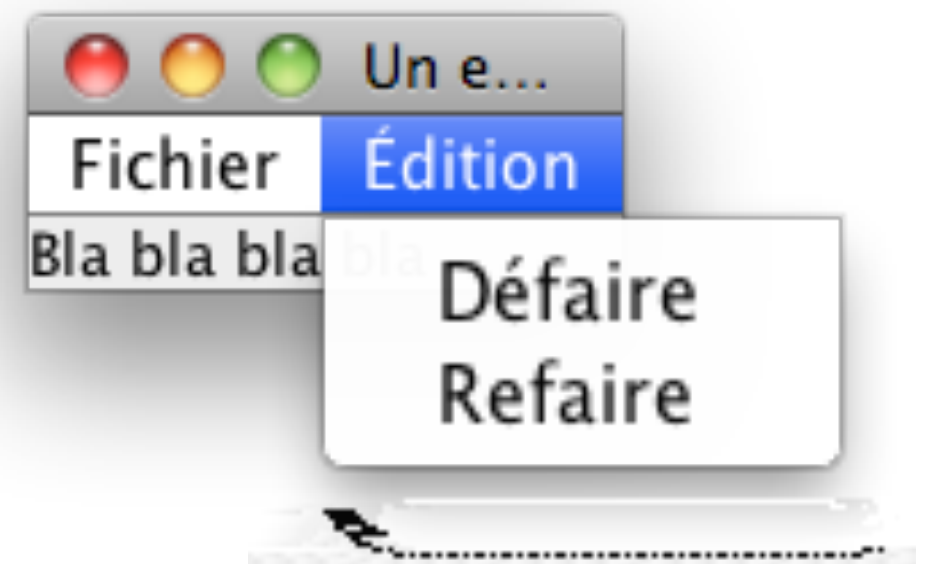 Un e...
Fichier Édition
Bla bla bla bla
Défaire
Refaire